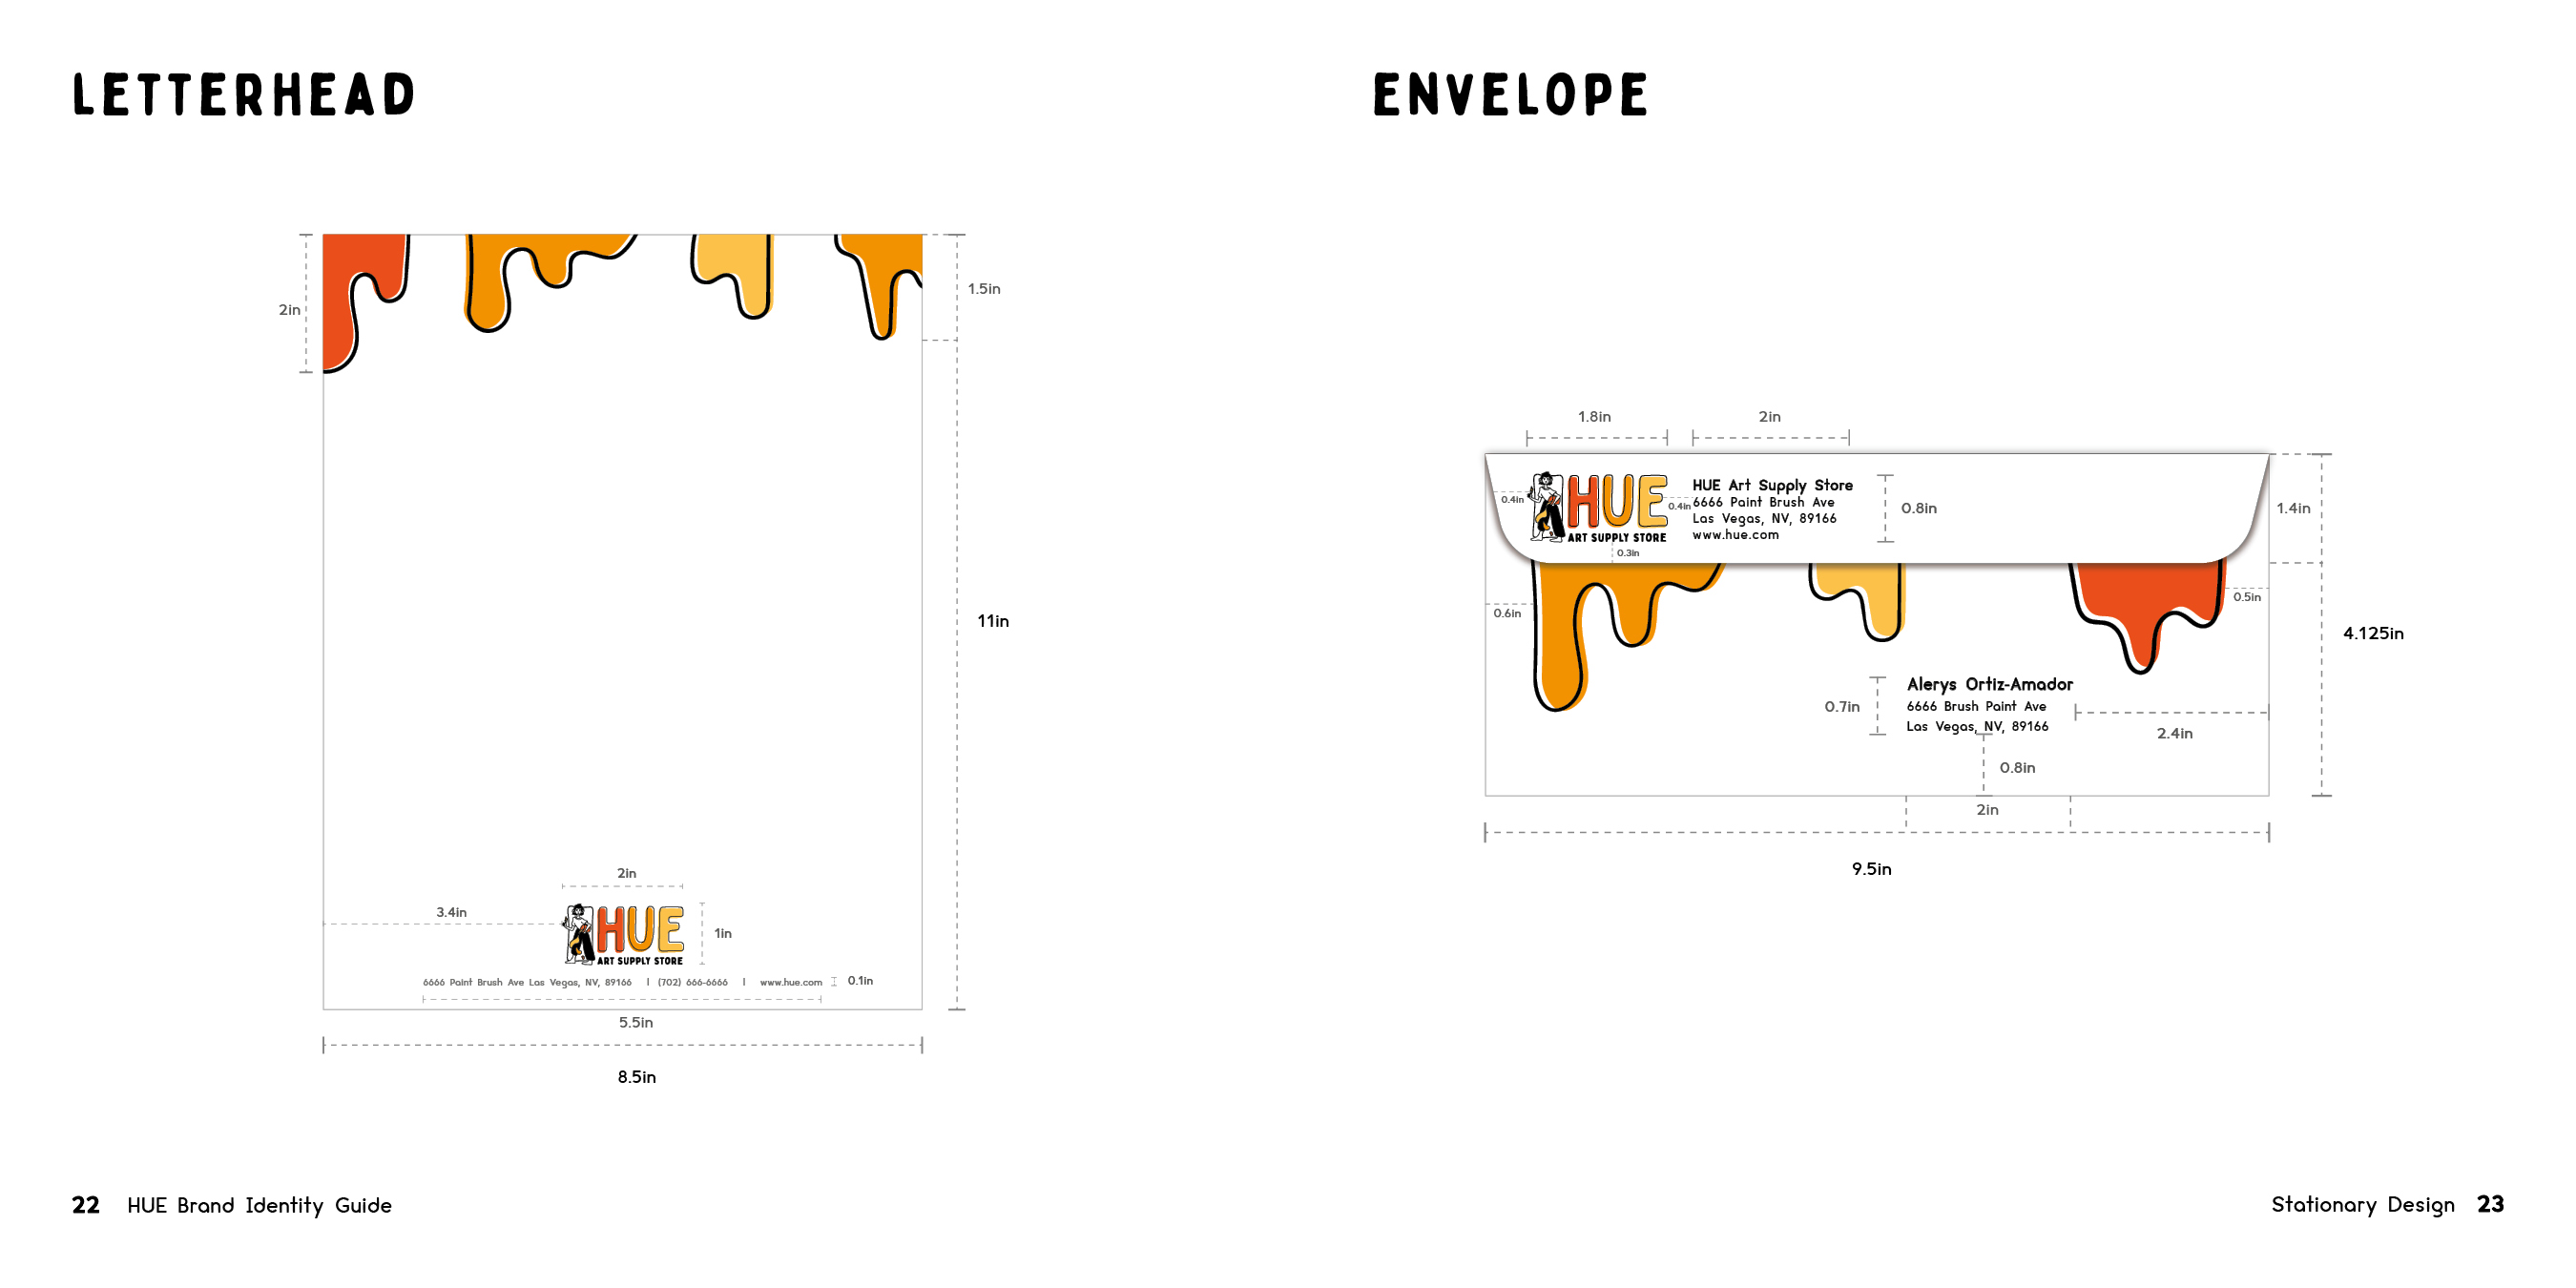 LETTERHEAD
2in
1.5in
11in
2in
3.4in
HUE
ART SUPPLY STORE
1in
6666 Paint Brush Ave Las Vegas, NV, 89166 | (702) 666-6666 | www.hue.com
0.1in
5.5in
8.5in
22 HUE Brand Identity Guide
ENVELOPE
1.8in
2in
0.4in
HUE
ART SUPPLY STORE
0.4in
HUE Art Supply Store
6666 Paint Brush Ave
Las Vegas, NV, 89166
www.hue.com
0.8in
1.4in
0.3in
0.6in
0.5in
4.125in
0.7in
Alerys Ortiz-Amador
6666 Brush Paint Ave
Las Vegas, NV, 89166
2.4in
0.8in
2in
9.5in
Stationary Design 23